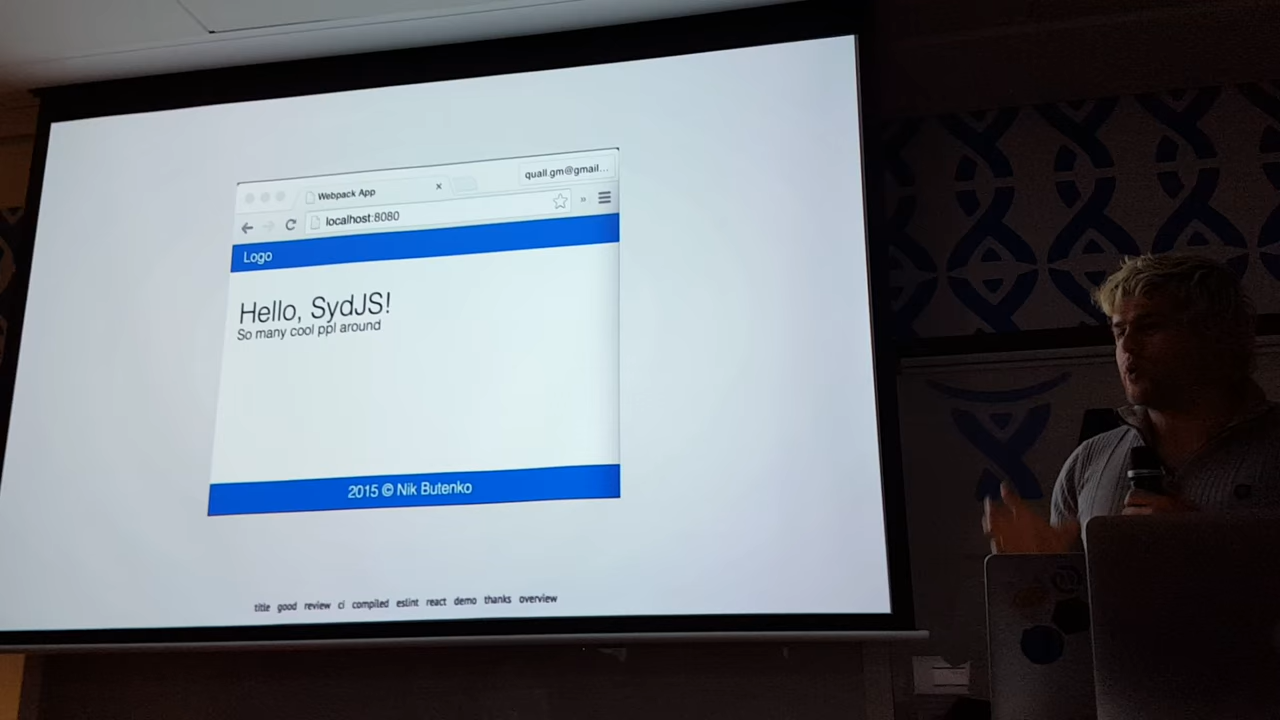 Webpack App
quall.gm@gmail...
localhost:8080
Logo
Hello, SydJS!
So many cool ppl around
2015 © Nik Butenko
title good review ci compiled eslint react demo thanks overview